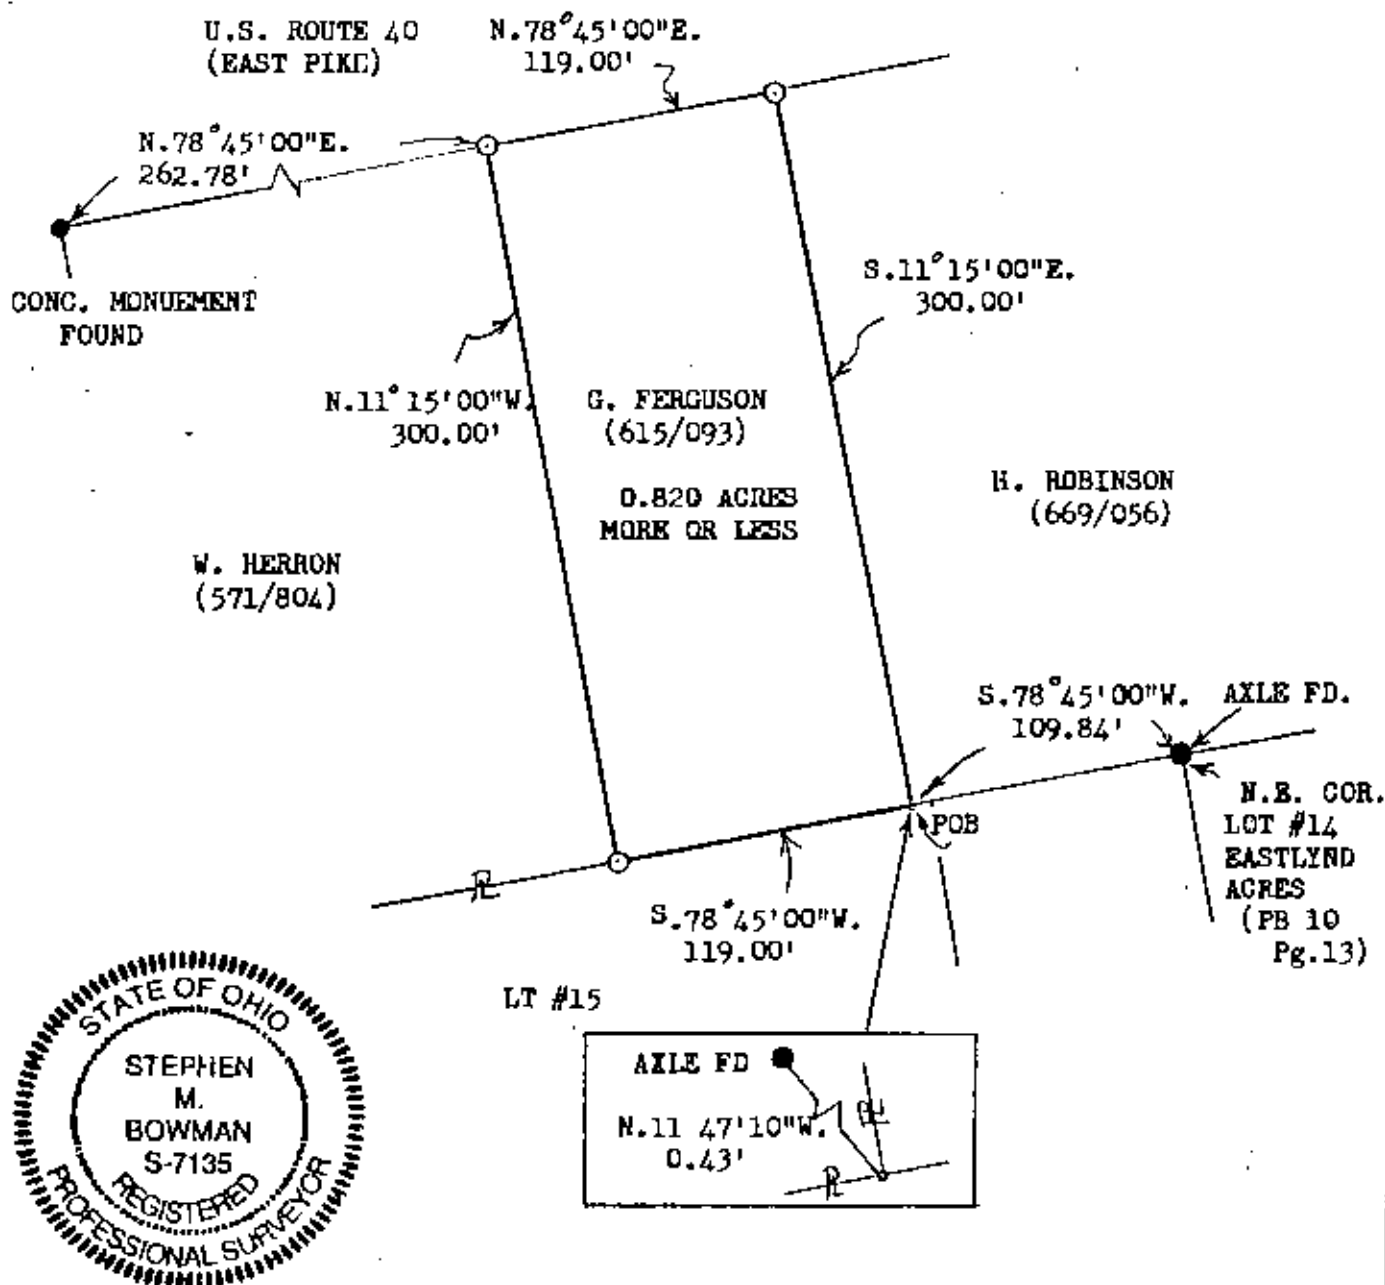 U.S. ROUTE 40
(EAST PIKE)
N.78°45'00"E.
119.00'
N.78°45'00"E.
262.78'
CONC. MONUEMENT
FOUND
S.11°15'00"E.
300.00'
N.11°15'00"W.
300.00'
G. FERGUSON
(615/093)
0.820 ACRES
MORE OR LESS
H. ROBINSON
(669/056)
W. HERRON
(571/804)
S.78°45'00"W.
109.84'
AXLE FD.
N.E. COR.
LOT #14
EASTLYND
ACRES
(PB 10
Pg.13)
POB
PL
S.78°45'00"W.
119.00'
LT #15
AXLE FD
N.11 47'10"W.
0.43'
PL
PL
STATE OF OHIO
STEPHEN
M.
BOWMAN
S-7135
REGISTERED
PROFESSIONAL SURVEYOR